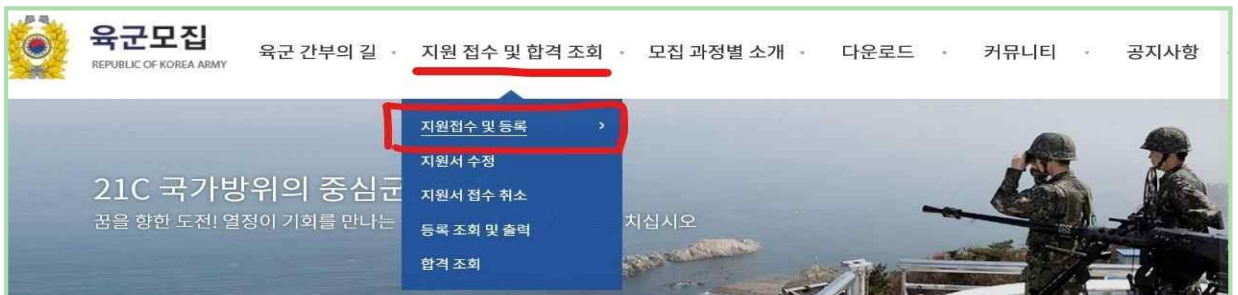 육군모집
REPUBLIC OF KOREA ARMY
육군 간부의 길 · 지원 접수 및 합격 조회 · 모집 과정별 소개 · 다운로드 · 커뮤니티 · 공지사항
지원접수 및 등록 >
지원서 수정
지원서 접수 취소
등록 조회 및 출력
합격 조회
21C 국가방위의 중심군
꿈을 향한 도전! 열정이 기회를 만나는 치십시오